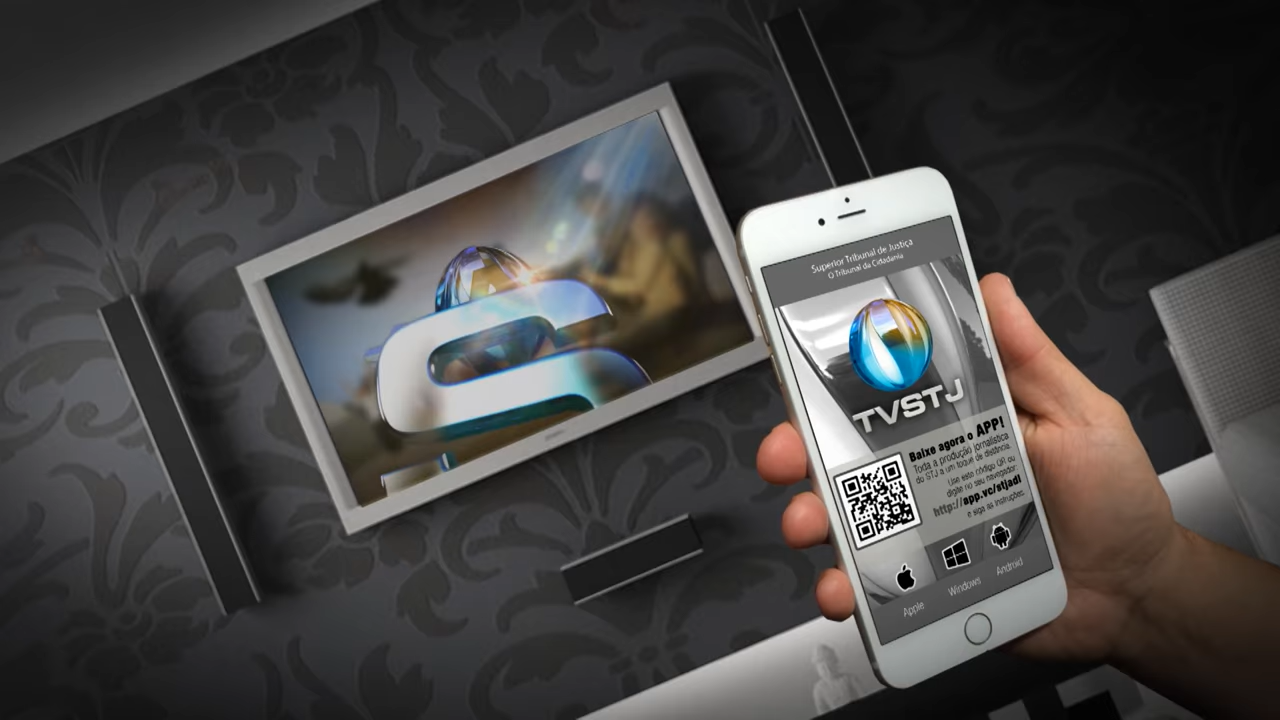 Superior Tribunal de Justiça
O Tribunal da Cidadania
TVSTJ
Baixe agora o APP!
Toda a produção jornalística
do STJ a um toque de distância.
Use este código QR ou
digite no seu navegador:
http://app.vc/stjadl
e siga as instruções.
Apple
Windows
Android